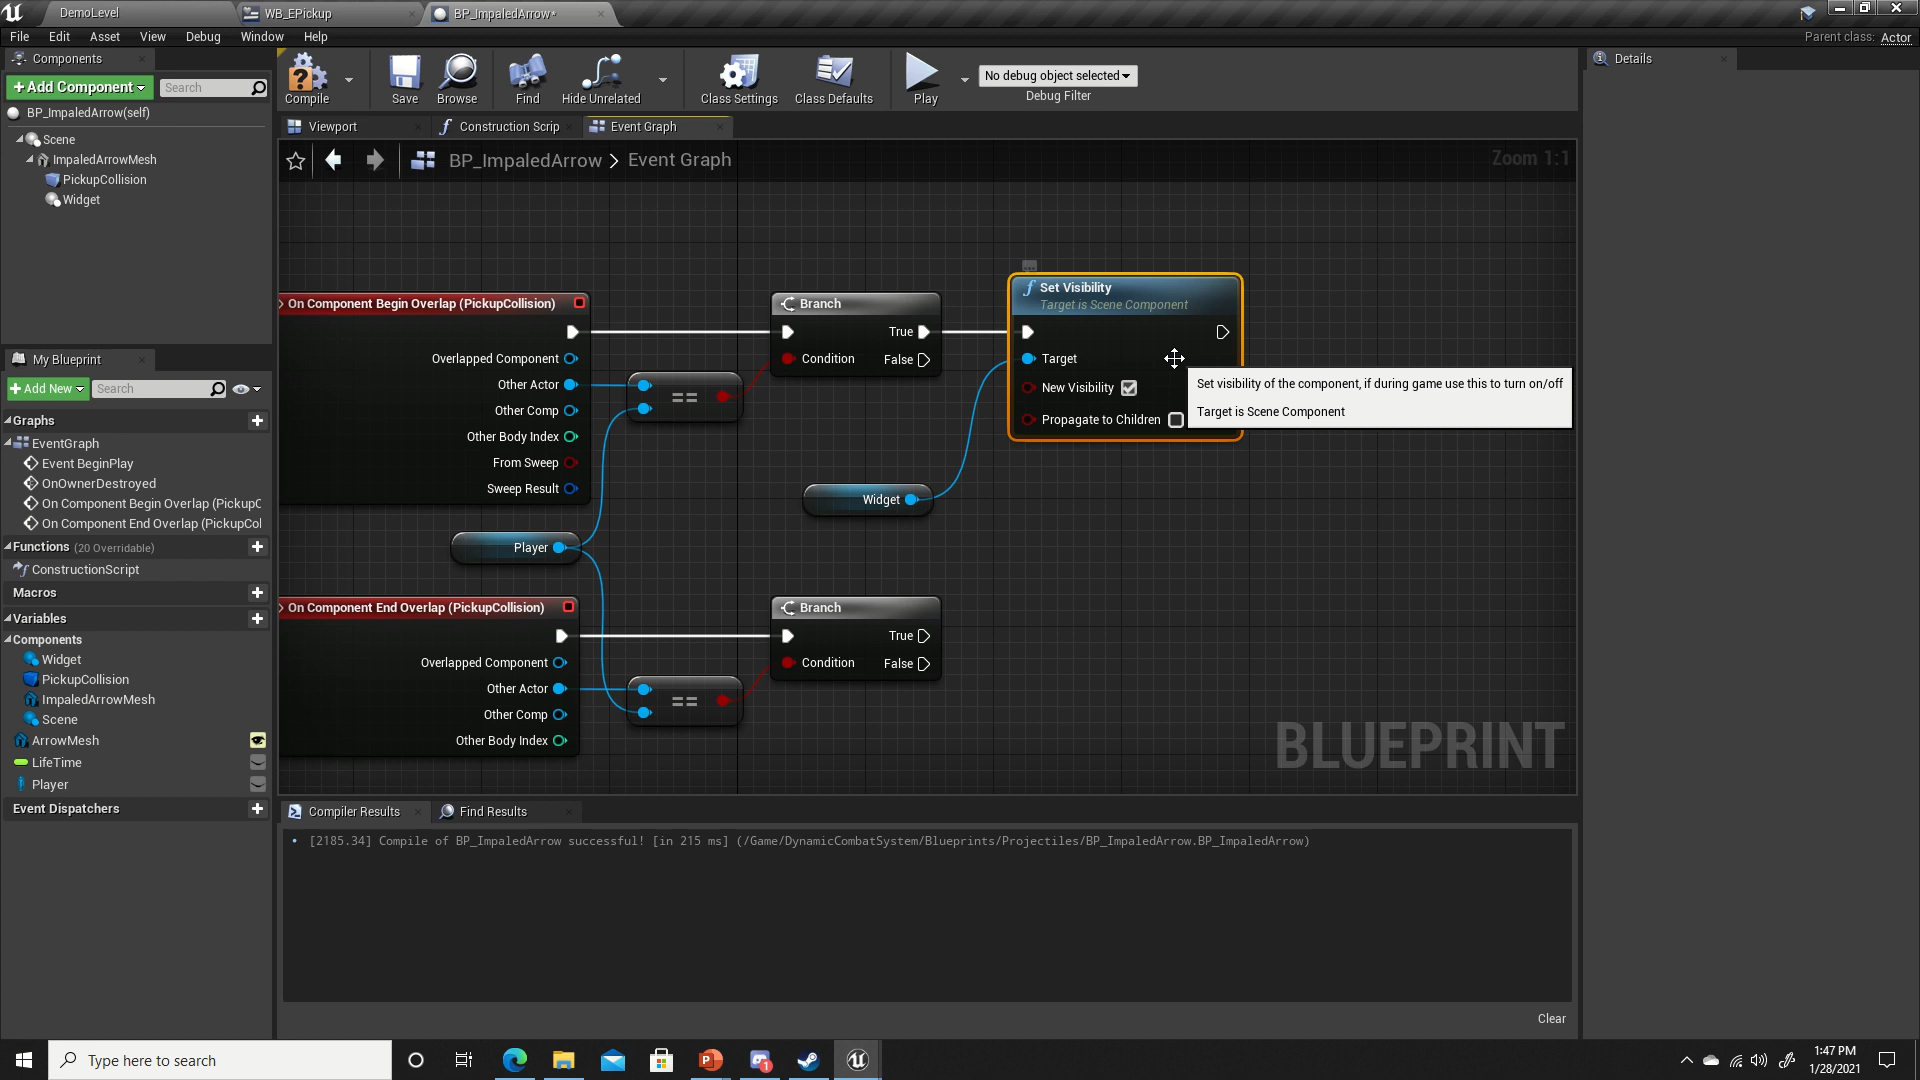 DemoLevel
WB_EPickup
BP_ImpaledArrow*
File Edit Asset View Debug Window Help
Parent class: Actor
Components
+ Add Component
Search
BP_ImpaledArrow(self)
Scene
ImpaledArrowMesh
PickupCollision
Widget
Compile
Save
Browse
Find
Hide Unrelated
Class Settings
Class Defaults
Play
No debug object selected
Debug Filter
Details
Viewport
Construction Scrip
Event Graph
BP_ImpaledArrow > Event Graph
Zoom 1:1
On Component Begin Overlap (PickupCollision)
Overlapped Component
Other Actor
Other Comp
Other Body Index
From Sweep
Sweep Result
==
Branch
True
Condition
False
Set Visibility
Target is Scene Component
Target
New Visibility
Propagate to Children
Set visibility of the component, if during game use this to turn on/off
Target is Scene Component
Widget
Player
On Component End Overlap (PickupCollision)
Overlapped Component
Other Actor
Other Comp
Other Body Index
==
Branch
True
Condition
False
BLUEPRINT
My Blueprint
+ Add New
Search
Graphs
EventGraph
Event BeginPlay
OnOwnerDestroyed
On Component Begin Overlap (PickupC
On Component End Overlap (PickupCol
Functions (20 Overridable)
ConstructionScript
Macros
Variables
Components
Widget
PickupCollision
ImpaledArrowMesh
Scene
ArrowMesh
LifeTime
Player
Event Dispatchers
Compiler Results
Find Results
[2185.34] Compile of BP_ImpaledArrow successful! [in 215 ms] (/Game/DynamicCombatSystem/Blueprints/Projectiles/BP_ImpaledArrow.BP_ImpaledArrow)
Clear
Type here to search
1:47 PM
1/28/2021